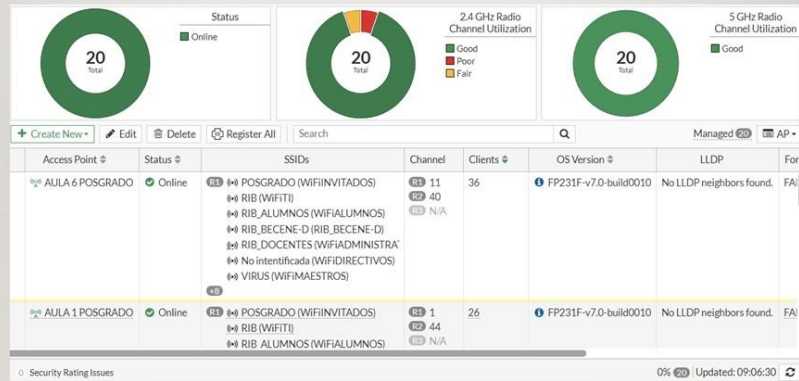 Status
Online
20
Total
2.4 GHz Radio
Channel Utilization
Good
Poor
Fair
20
Total
5 GHz Radio
Channel Utilization
Good
20
Total
+ Create New Edit Delete Register All Search Managed 20 AP
Access Point Status SSIDs Channel Clients OS Version LLDP For
AULA 6 POSGRADO Online R1 POSGRADO (WiFiINVITADOS) R1 11 36 FP231F-v7.0-build0010 No LLDP neighbors found. FAI
RIB (WiFiTI) R2 40
RIB_ALUMNOS (WiFiALUMNOS) R3 N/A
RIB_BECENE-D (RIB_BECENE-D)
RIB_DOCENTES (WiFiADMINISTRA
No intentificada (WiFiDIRECTIVOS)
VIRUS (WiFiMAESTROS)
+8
AULA 1 POSGRADO Online R1 POSGRADO (WiFiINVITADOS) R1 1 26 FP231F-v7.0-build0010 No LLDP neighbors found. FAI
RIB (WiFiTI) R2 44
RIB ALUMNOS (WiFiALUMNOS) R3 N/A
0 Security Rating Issues 0% 20 Updated: 09:06:30